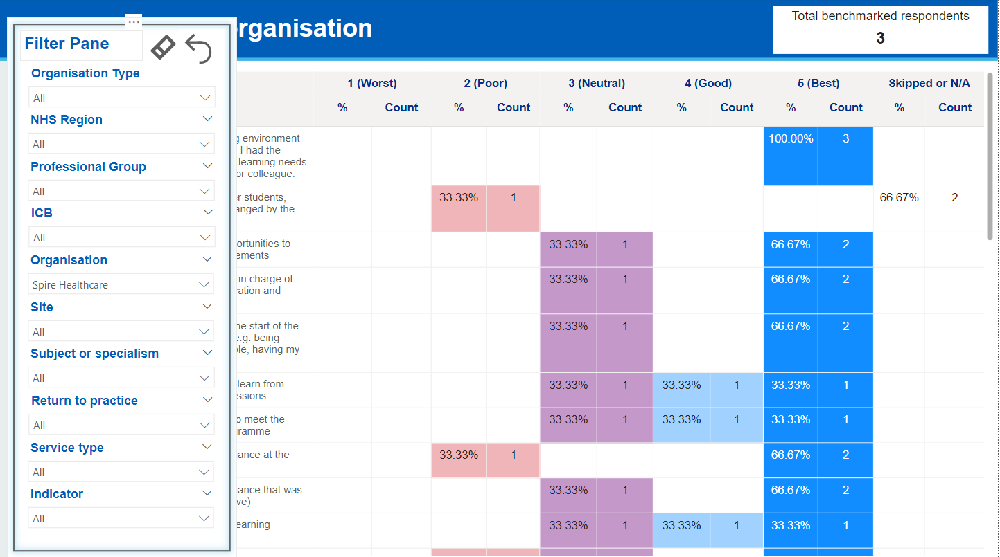 rganisation
Total benchmarked respondents
3
Filter Pane
Organisation Type
All
NHS Region
All
Professional Group
All
ICB
All
Organisation
Spire Healthcare
Site
All
Subject or specialism
All
Return to practice
All
Service type
All
Indicator
All
1 (Worst) 2 (Poor) 3 (Neutral) 4 (Good) 5 (Best) Skipped or N/A
% Count % Count % Count % Count % Count % Count
environment 100.00% 3
I had the
learning needs
or colleague.
students, 33.33% 1 66.67% 2
anged by the
ortunities to 33.33% 1 66.67% 2
ements
in charge of 33.33% 1 66.67% 2
ation and
he start of the 33.33% 1 66.67% 2
e.g. being
ole, having my
learn from 33.33% 1 33.33% 1 33.33% 1
ssions
o meet the 33.33% 1 33.33% 1 33.33% 1
ramme
ance at the 33.33% 1 66.67% 2
ance that was 33.33% 1 66.67% 2
ve)
earning 33.33% 1 33.33% 1 33.33% 1